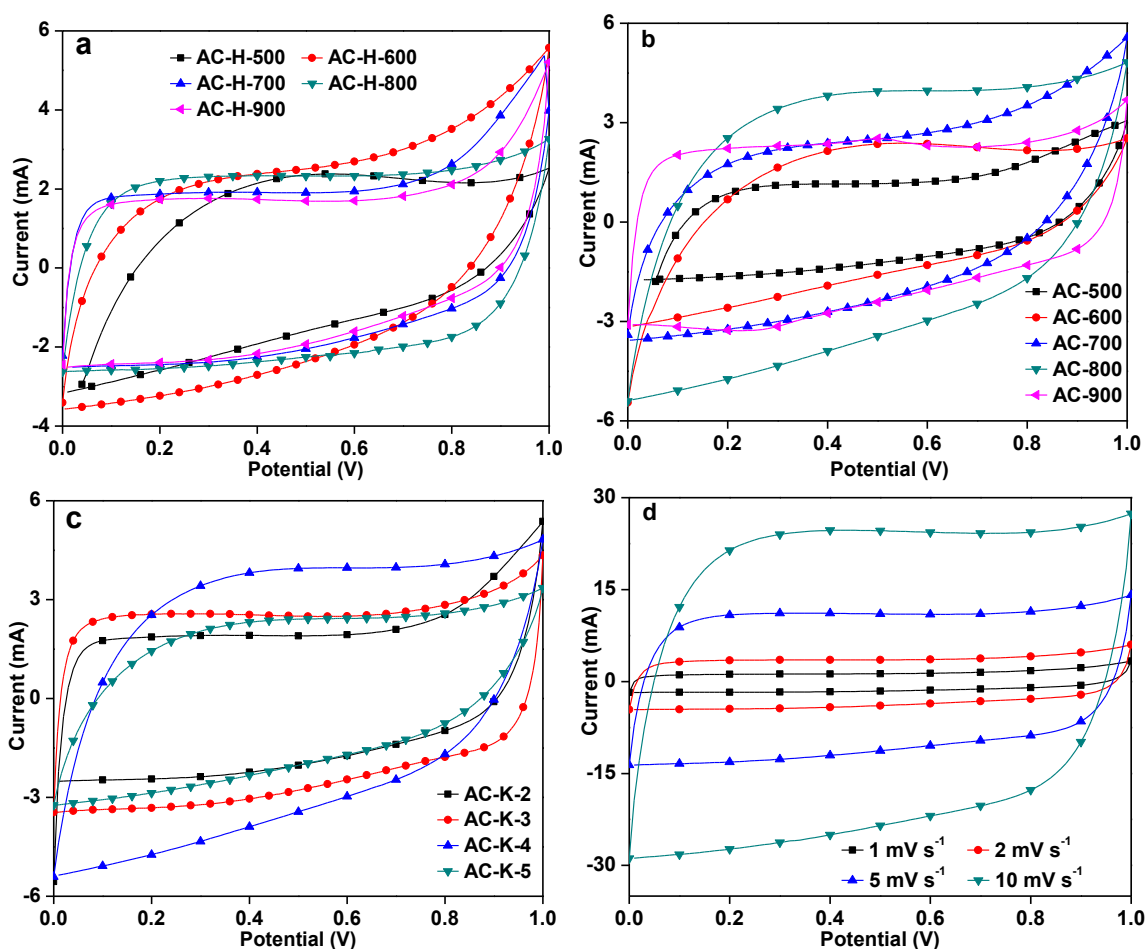 a
AC-H-500 AC-H-600
AC-H-700 AC-H-800
AC-H-900
6
4
2
0
-2
-4
Current (mA)
0.0 0.2 0.4 0.6 0.8 1.0
Potential (V)
b
AC-500
AC-600
AC-700
AC-800
AC-900
6
3
0
-3
-6
Current (mA)
0.0 0.2 0.4 0.6 0.8 1.0
Potential (V)
c
AC-K-2
AC-K-3
AC-K-4
AC-K-5
6
3
0
-3
-6
Current (mA)
0.0 0.2 0.4 0.6 0.8 1.0
Potential (V)
d
1 mV s⁻¹ 2 mV s⁻¹
5 mV s⁻¹ 10 mV s⁻¹
30
15
0
-15
-30
Current (mA)
0.0 0.2 0.4 0.6 0.8 1.0
Potential (V)